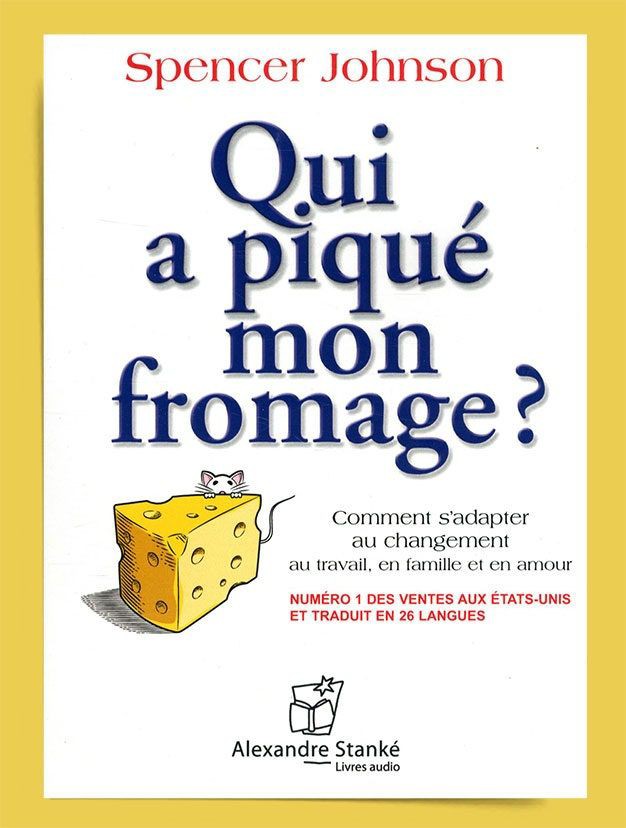 Spencer Johnson
Qui
a piqué
mon
fromage ?
Comment s'adapter
au changement
au travail, en famille et en amour
NUMÉRO 1 DES VENTES AUX ÉTATS-UNIS
ET TRADUIT EN 26 LANGUES
Alexandre Stanké
Livres audio